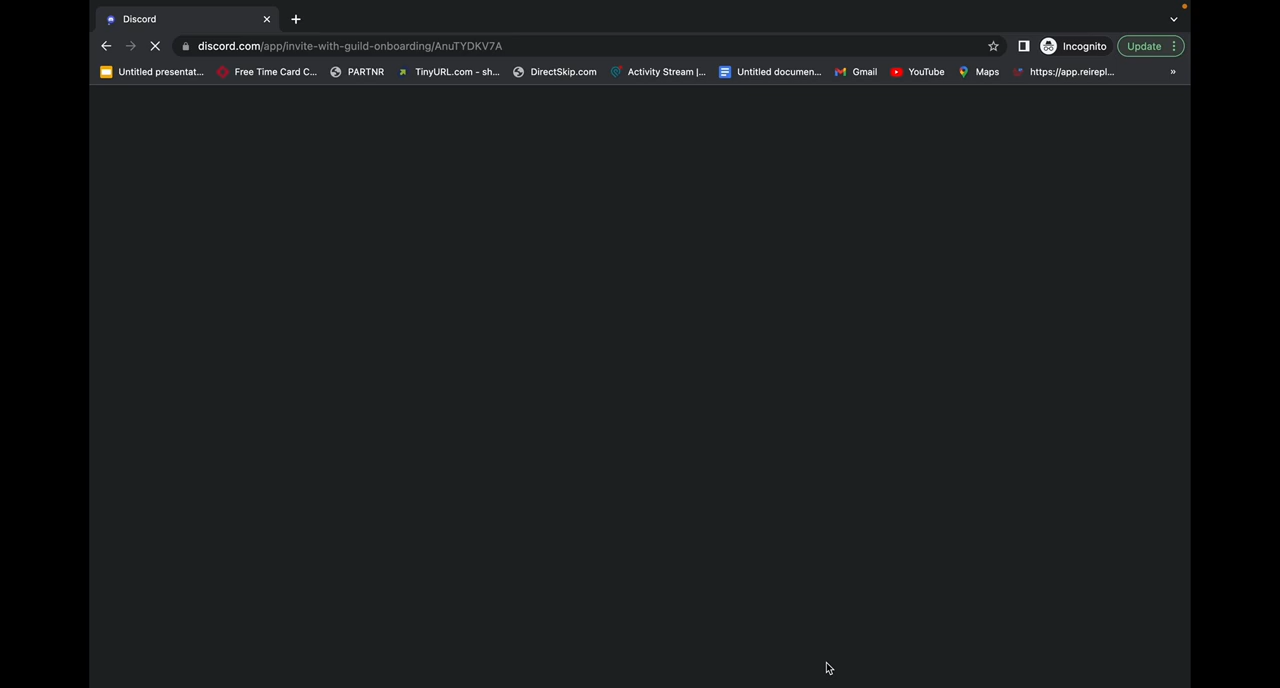 Discord
discord.com/app/invite-with-guild-onboarding/AnuTYDKV7A
Incognito
Update
Untitled presentat...
Free Time Card C...
PARTNR
TinyURL.com - sh...
DirectSkip.com
Activity Stream |...
Untitled documen...
Gmail
YouTube
Maps
https://app.reirepl...
»